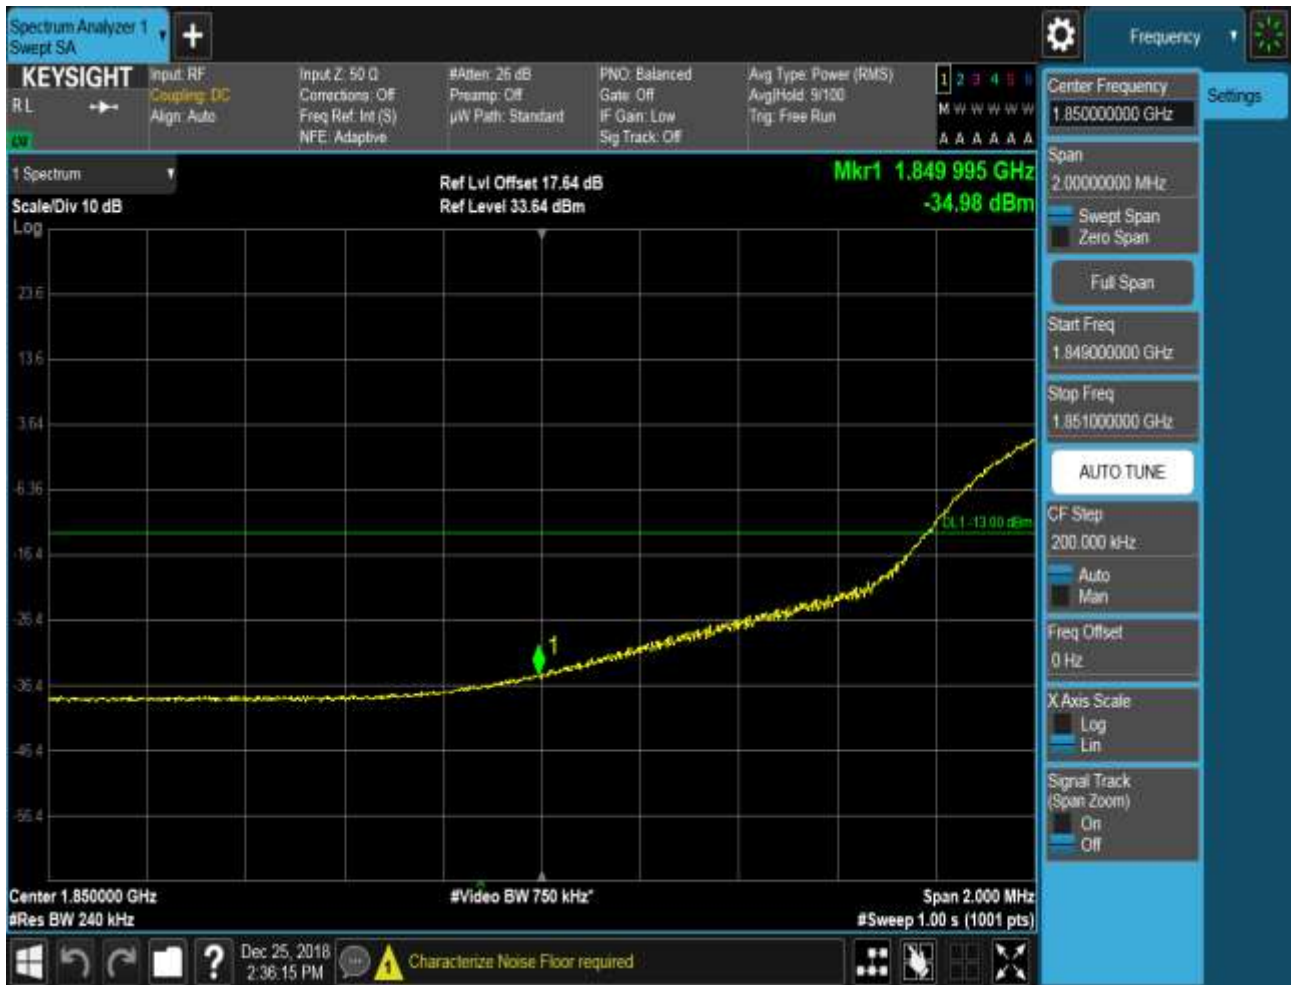 Spectrum Analyzer 1
Swept SA
+
Frequency
KEYSIGHT
R L
Input: RF
Coupling: DC
Align: Auto
Input Z: 50 Ω
Corrections: Off
Freq Ref: Int (S)
NFE: Adaptive
#Atten: 26 dB
Preamp: Off
µW Path: Standard
PNO: Balanced
Gate: Off
IF Gain: Low
Sig Track: Off
Avg Type: Power (RMS)
Avg|Hold: 9/100
Trig: Free Run
1 2 3 4 5 6
M W W W W W
A A A A A A
1 Spectrum
Scale/Div 10 dB
Log
Ref Lvl Offset 17.64 dB
Ref Level 33.64 dBm
Mkr1 1.849 995 GHz
-34.98 dBm
23.6
13.6
3.64
-6.36
-16.4
-26.4
-36.4
-46.4
-56.4
DL1 -13.00 dBm
1
Center 1.850000 GHz
#Res BW 240 kHz
#Video BW 750 kHz*
Span 2.000 MHz
#Sweep 1.00 s (1001 pts)
Center Frequency
1.850000000 GHz
Settings
Span
2.00000000 MHz
Swept Span
Zero Span
Full Span
Start Freq
1.849000000 GHz
Stop Freq
1.851000000 GHz
AUTO TUNE
CF Step
200.000 kHz
Auto
Man
Freq Offset
0 Hz
X Axis Scale
Log
Lin
Signal Track
(Span Zoom)
On
Off
?
Dec 25, 2018
2:36:15 PM
1
Characterize Noise Floor required